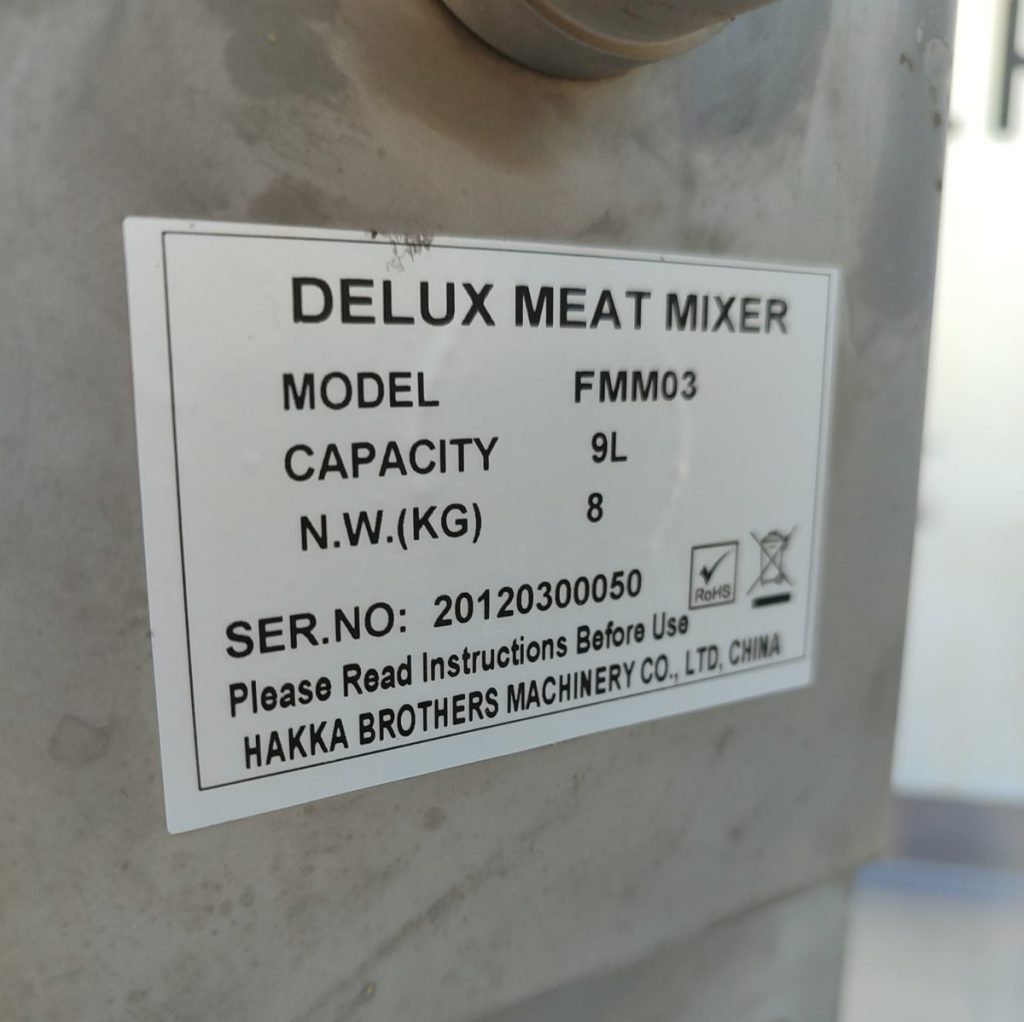 DELUX MEAT MIXER
MODEL FMM03
CAPACITY 9L
N.W.(KG) 8
SER.NO: 20120300050
RoHS
Please Read Instructions Before Use
HAKKA BROTHERS MACHINERY CO., LTD, CHINA